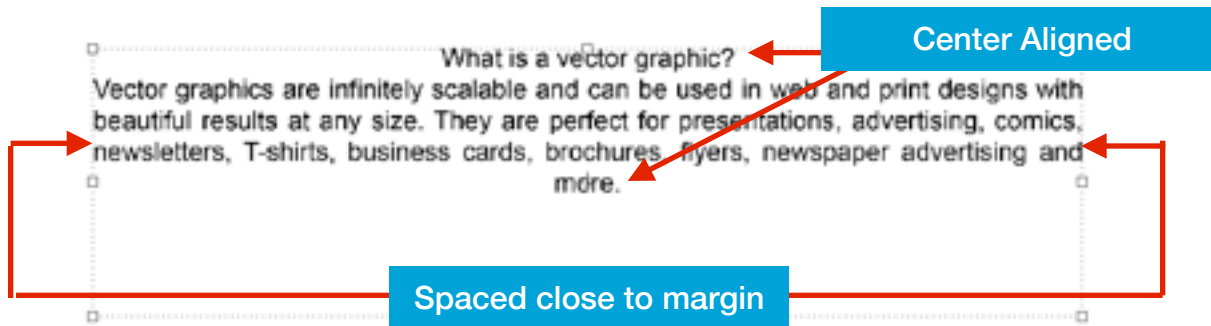 Center Aligned
What is a vector graphic?
Vector graphics are infinitely scalable and can be used in web and print designs with
beautiful results at any size. They are perfect for presentations, advertising, comics,
newsletters, T-shirts, business cards, brochures, flyers, newspaper advertising and
more.
Spaced close to margin